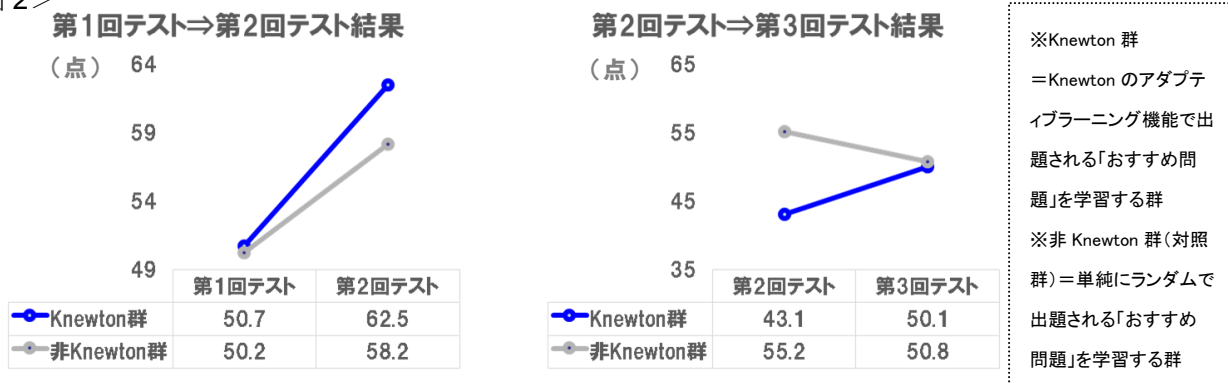 2>
第1回テスト⇒第2回テスト結果
(点)
64
59
54
49
第1回テスト 第2回テスト
Knewton群 50.7 62.5
非Knewton群 50.2 58.2
第2回テスト⇒第3回テスト結果
(点)
65
55
45
35
第2回テスト 第3回テスト
Knewton群 43.1 50.1
非Knewton群 55.2 50.8
※Knewton 群
＝Knewton のアダプテ
ィブラーニング機能で出
題される「おすすめ問
題」を学習する群
※非 Knewton 群(対照
群)＝単純にランダムで
出題される「おすすめ
問題」を学習する群